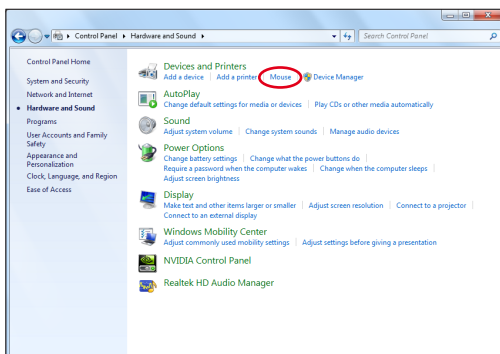 Control Panel ▸ Hardware and Sound ▸
Search Control Panel
Control Panel Home
System and Security
Network and Internet
Hardware and Sound
Programs
User Accounts and Family
Safety
Appearance and
Personalization
Clock, Language, and Region
Ease of Access
Devices and Printers
Add a device | Add a printer | Mouse | Device Manager
AutoPlay
Change default settings for media or devices | Play CDs or other media automatically
Sound
Adjust system volume | Change system sounds | Manage audio devices
Power Options
Change battery settings | Change what the power buttons do |
Require a password when the computer wakes | Change when the computer sleeps |
Adjust screen brightness
Display
Make text and other items larger or smaller | Adjust screen resolution | Connect to a projector |
Connect to an external display
Windows Mobility Center
Adjust commonly used mobility settings | Adjust settings before giving a presentation
NVIDIA Control Panel
Realtek HD Audio Manager